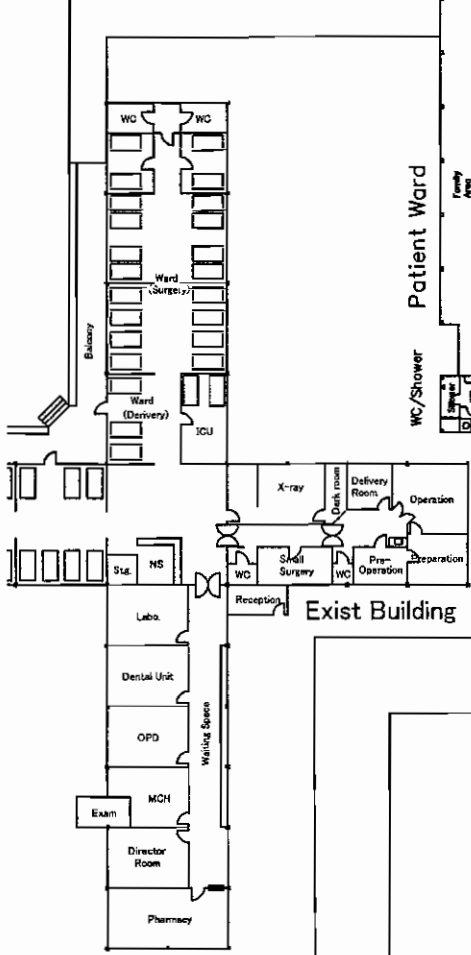 WC
WC
Ward
(Surgery)
Balcony
Patient Ward
Family
Area
WC/Shower
Shower
Ward
(Derivery)
ICU
X-ray
Dark room
Delivery
Room
Operation
Stg.
NS
WC
Small
Surgery
WC
Pre-
Operation
Preparation
Reception
Exist Building
Labo.
Dental Unit
Waiting Space
OPD
MCH
Exam
Director
Room
Pharmacy